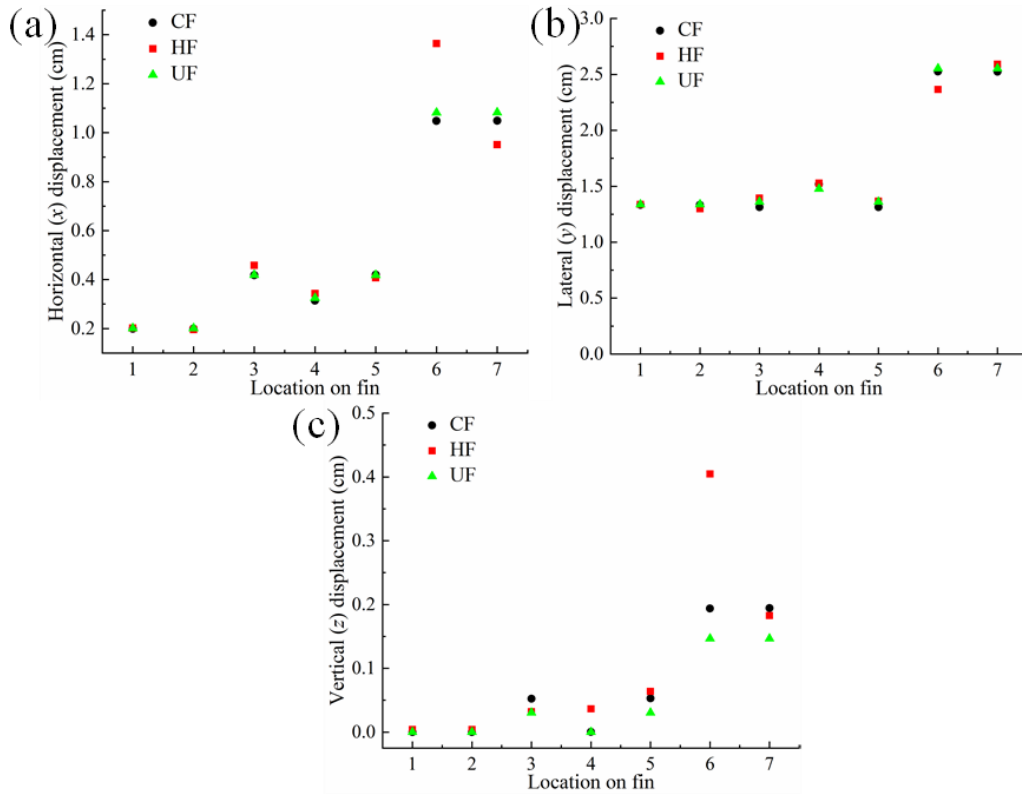 (a)
CF
HF
UF
Horizontal (x) displacement (cm)
1.4
1.2
1.0
0.8
0.6
0.4
0.2
1 2 3 4 5 6 7
Location on fin
(b)
CF
HF
UF
Lateral (y) displacement (cm)
3.0
2.5
2.0
1.5
1.0
0.5
0.0
1 2 3 4 5 6 7
Location on fin
(c)
CF
HF
UF
Vertical (z) displacement (cm)
0.5
0.4
0.3
0.2
0.1
0.0
1 2 3 4 5 6 7
Location on fin